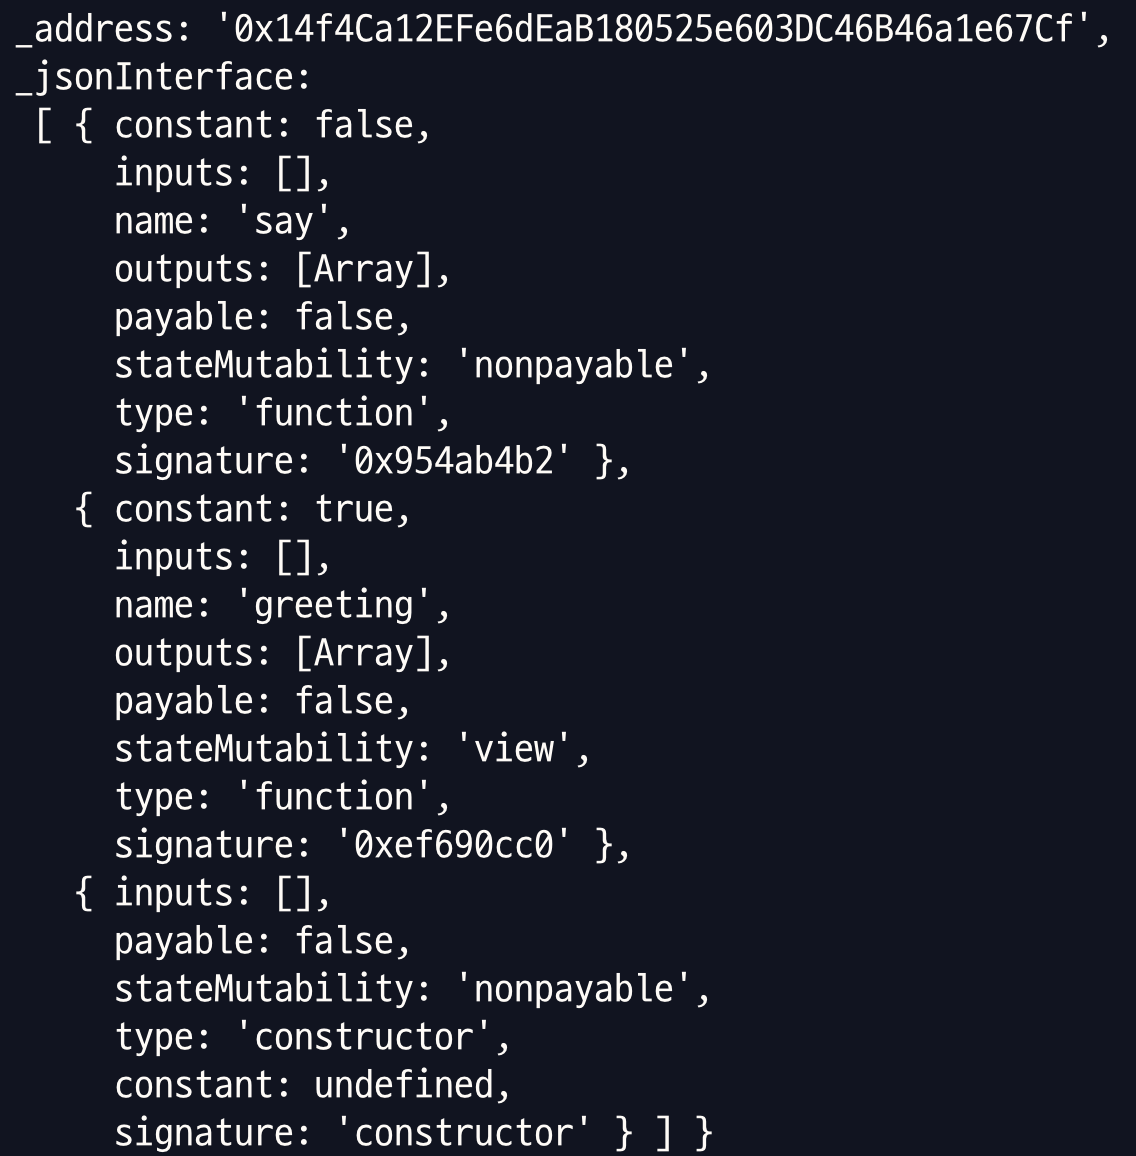 _address: '0x14f4Ca12EFe6dEaB180525e603DC46B46a1e67Cf',
_jsonInterface:
[ { constant: false,
inputs: [],
name: 'say',
outputs: [Array],
payable: false,
stateMutability: 'nonpayable',
type: 'function',
signature: '0x954ab4b2' },
{ constant: true,
inputs: [],
name: 'greeting',
outputs: [Array],
payable: false,
stateMutability: 'view',
type: 'function',
signature: '0xef690cc0' },
{ inputs: [],
payable: false,
stateMutability: 'nonpayable',
type: 'constructor',
constant: undefined,
signature: 'constructor' } ] }